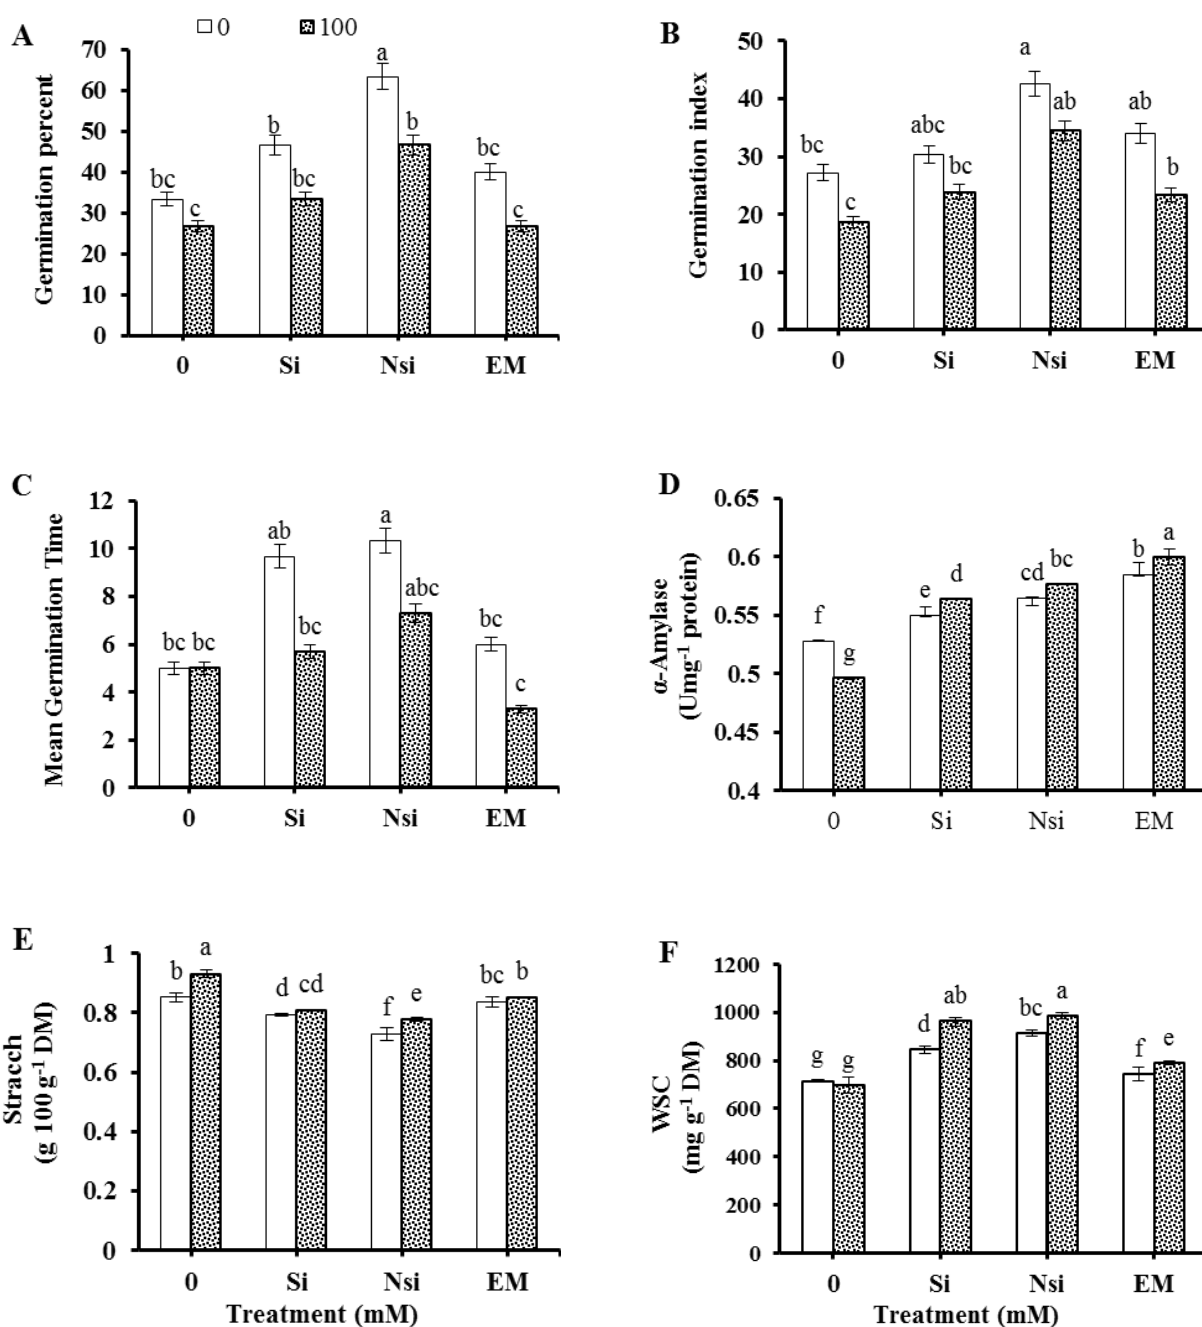 A
0 100
Germination percent
70
60
50
40
30
20
10
0
bc c b bc a b bc c
0 Si Nsi EM
B
Germination index
50
40
30
20
10
0
bc c abc bc a ab ab b
0 Si Nsi EM
C
Mean Germination Time
12
10
8
6
4
2
0
bc bc ab bc a abc bc c
0 Si Nsi EM
D
α-Amylase
(Umg-1 protein)
0.65
0.6
0.55
0.5
0.45
0.4
f g e d cd bc b a
0 Si Nsi EM
E
Stracch
(g 100 g-1 DM)
1
0.8
0.6
0.4
0.2
0
b a d cd f e bc b
0 Si Nsi EM
Treatment (mM)
F
WSC
(mg g-1 DM)
1200
1000
800
600
400
200
0
g g d ab bc a f e
0 Si Nsi EM
Treatment (mM)